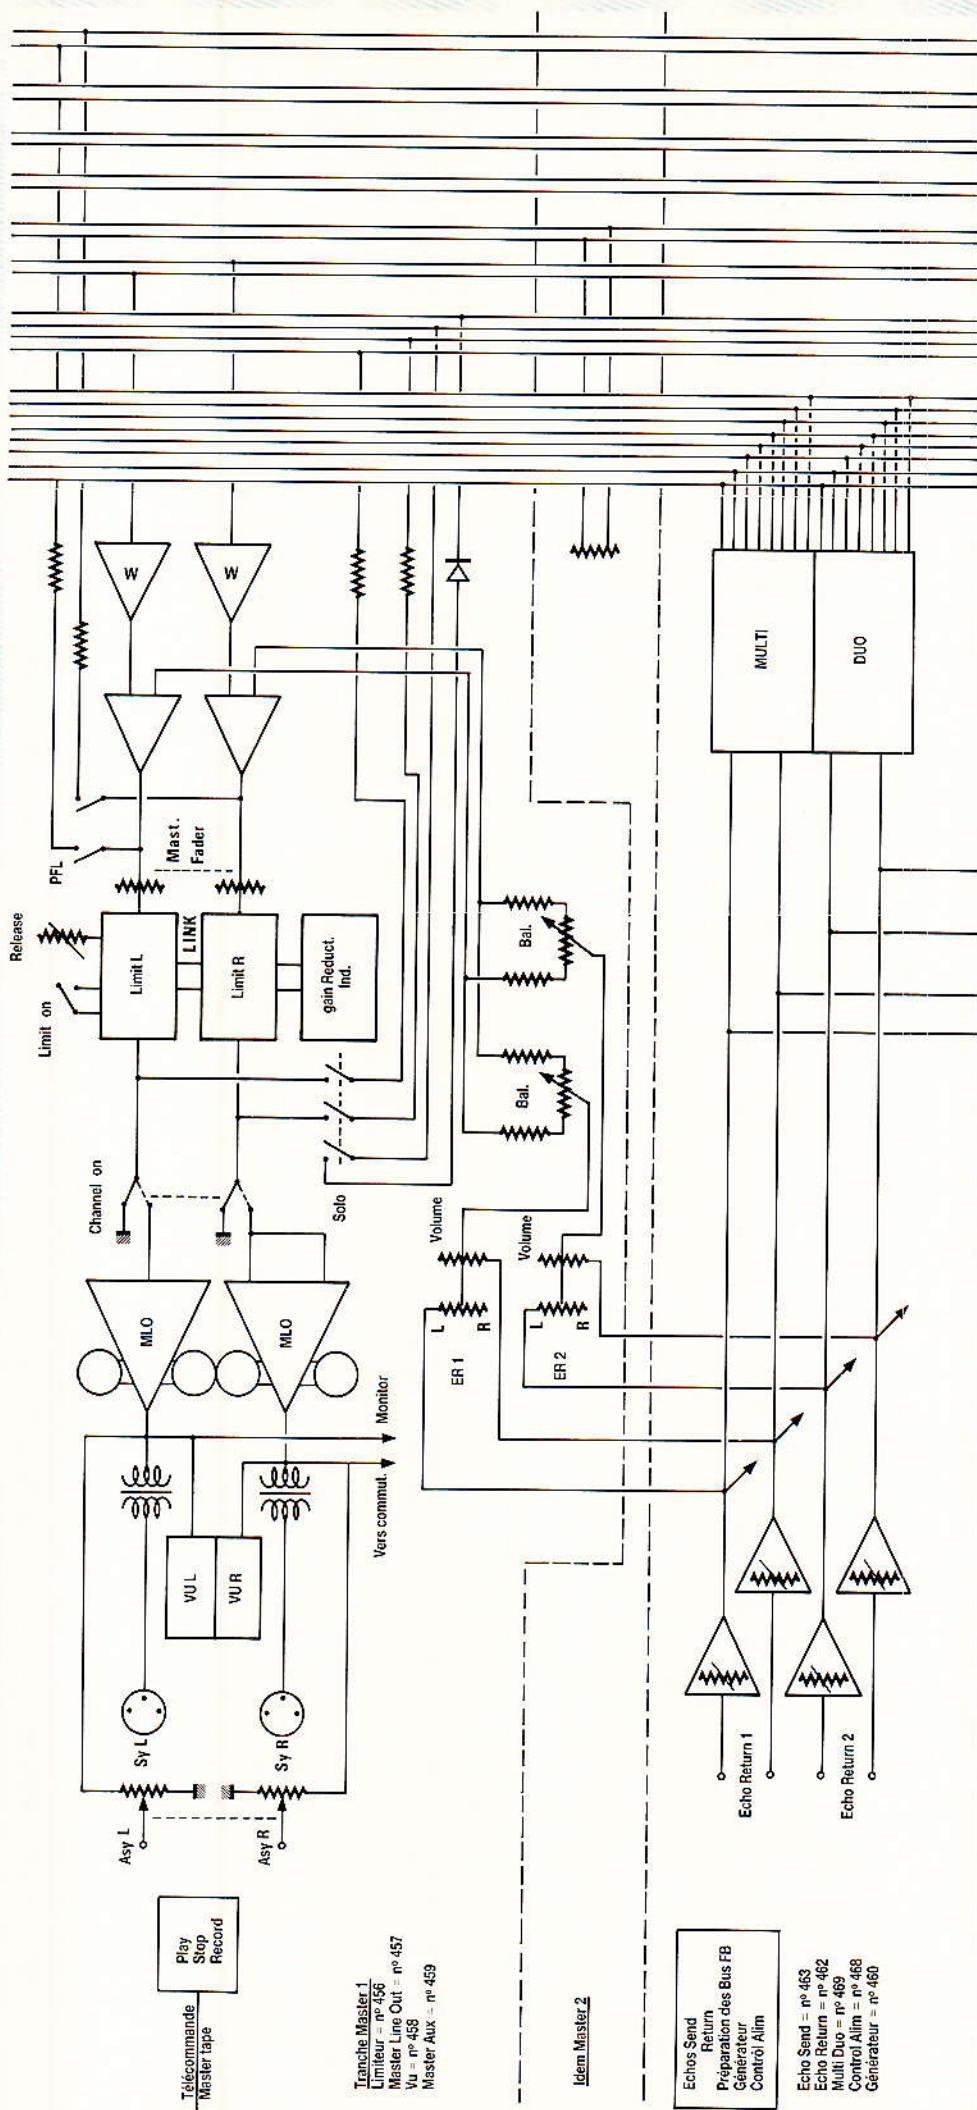 Télécommande
Master tape
Play
Stop
Record
Asy L
Asy R
Sy L
Sy R
VU L
VU R
Vers commut.
Monitor
MLO
MLO
Channel on
Solo
Limit on
Release
Limit L
LINK
Limit R
gain Reduct.
Ind.
PFL
Mast.
Fader
W
W
Tranche Master 1
Limiteur = nº 456
Master Line Out = nº 457
Vu = nº 458
Master Aux = nº 459
ER 1
L
R
Volume
ER 2
L
R
Volume
Bal.
Bal.
Idem Master 2
Echos Send
Return
Préparation des Bus FB
Générateur
Contrôl Alim
Echo Send = nº 463
Echo Return = nº 462
Multi Duo = nº 469
Control Alim = nº 468
Générateur = nº 460
Echo Return 1
Echo Return 2
MULTI
DUO